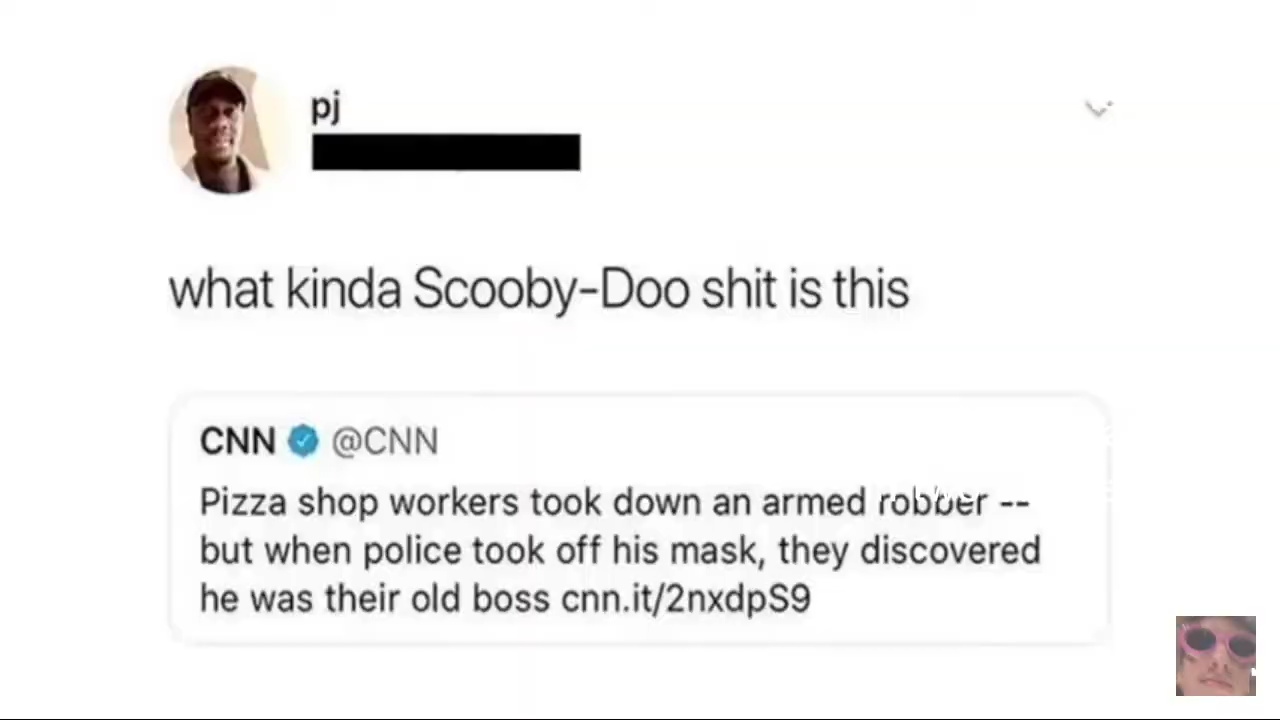 pj
what kinda Scooby-Doo shit is this
CNN @CNN
Pizza shop workers took down an armed robber --
but when police took off his mask, they discovered
he was their old boss cnn.it/2nxdpS9